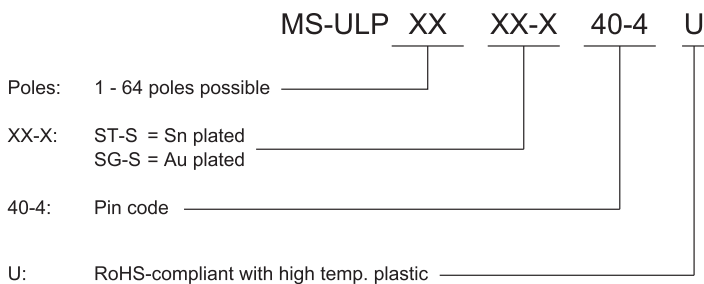 MS-ULP XX XX-X 40-4 U
Poles: 1 - 64 poles possible
XX-X: ST-S = Sn plated
SG-S = Au plated
40-4: Pin code
U: RoHS-compliant with high temp. plastic